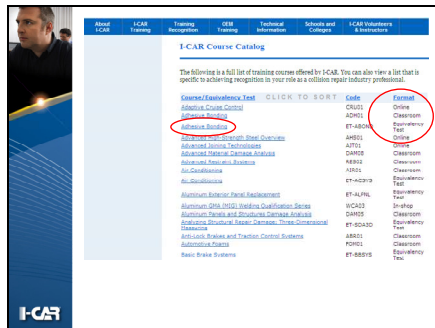 About I-CAR
I-CAR Training
Training Recognition
OEM Training
Technical Information
Schools and Colleges
I-CAR Volunteers & Instructors
I-CAR Course Catalog
The following is a full list of training courses offered by I-CAR. You can also view a list that is
specific to achieving recognition in your role as a collision repair industry professional.
Course/Equivalency Test CLICK TO SORT Code Format
Adaptive Cruise Control CRU01 Online
Adhesive Bonding ADH01 Classroom
Adhesive Bonding ET-ABOND Equivalency Test
Advanced High-Strength Steel Overview AHS01 Online
Advanced Joining Technologies AJT01 Online
Advanced Material Damage Analysis DAM08 Classroom
Advanced Restraint Systems RES02 Classroom
Air Conditioning AIR01 Classroom
Air Conditioning Equivalency Test
Aluminum Exterior Panel Replacement ET-ALPNL Equivalency Test
Aluminum GMA (MIG) Welding Qualification Series WCA03 In-shop
Aluminum Panels and Structures Damage Analysis DAM05 Classroom
Analyzing Structural Repair Damage: Three-Dimensional Measuring ET-SDA3D Equivalency Test
Anti-Lock Brakes and Traction Control Systems ABR01 Classroom
Automotive Foams FOM01 Classroom
Basic Brake Systems ET-BBSYS Equivalency Test
I-CAR